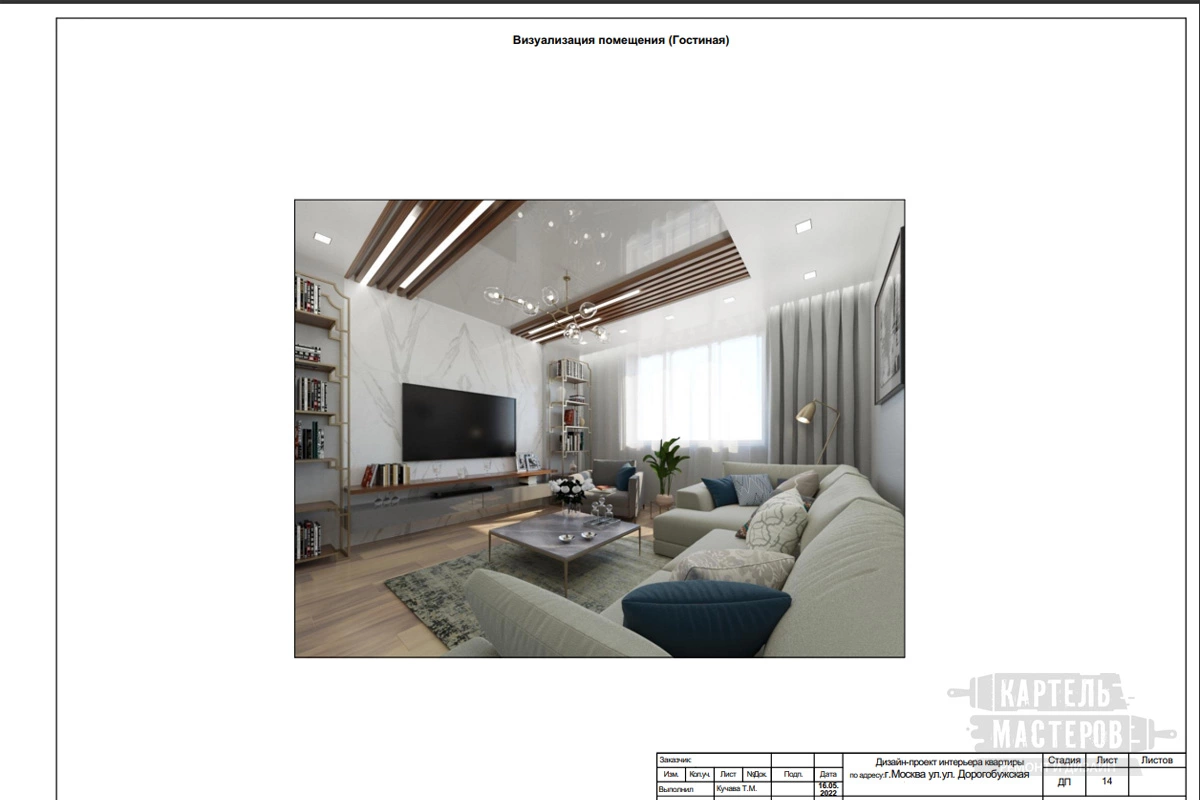 Визуализация помещения (Гостиная)
КАРТЕЛЬ
МАСТЕРОВ
Заказчик
Изм. Кол.уч. Лист №Док. Подп. Дата
Выполнил Кучава Т.М. 16.05.
2022
Дизайн-проект интерьера квартиры
по адресу:г.Москва ул.ул. Дорогобужская
Стадия Лист Листов
ДП 14